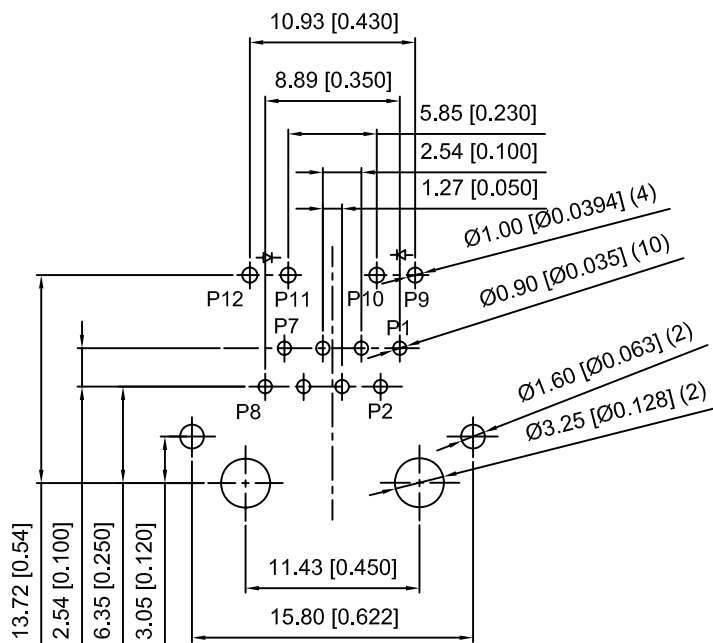 10.93 [0.430]
8.89 [0.350]
5.85 [0.230]
2.54 [0.100]
1.27 [0.050]
Ø1.00 [Ø0.0394] (4)
Ø0.90 [Ø0.035] (10)
P12
P11
P10
P9
P7
P1
P8
P2
Ø1.60 [Ø0.063] (2)
Ø3.25 [Ø0.128] (2)
13.72 [0.54]
2.54 [0.100]
6.35 [0.250]
3.05 [0.120]
11.43 [0.450]
15.80 [0.622]